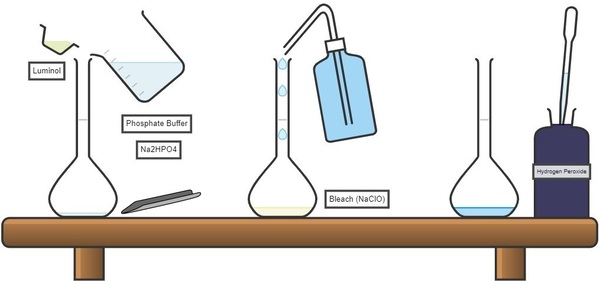 Luminol
Phosphate Buffer
Na2HPO4
Bleach (NaClO)
Hydrogen Peroxide